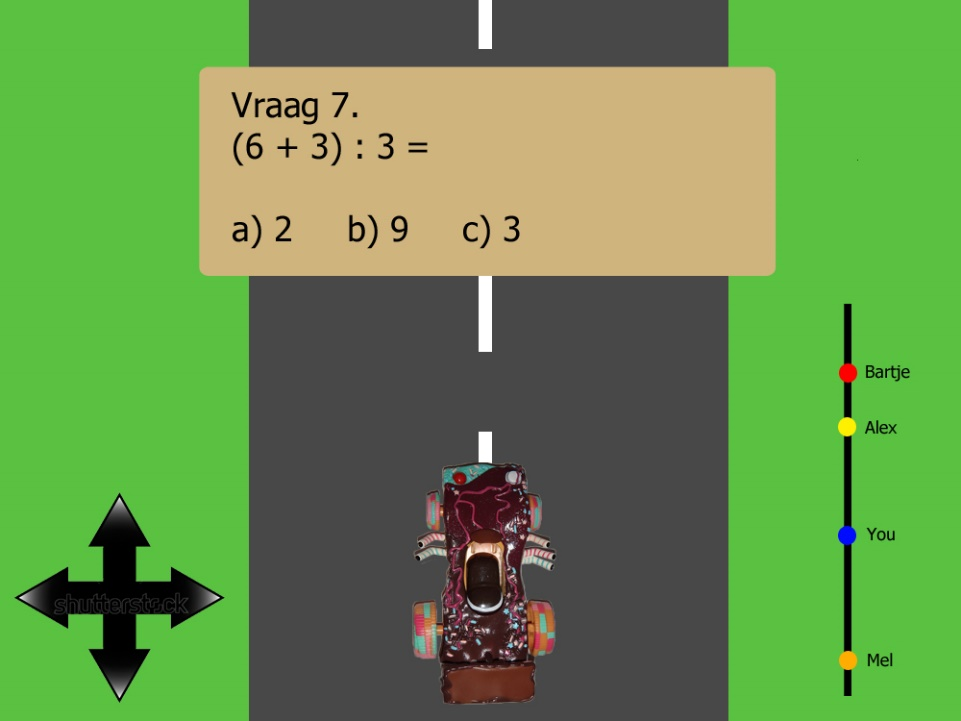 Vraag 7.
(6 + 3) : 3 =
a) 2 b) 9 c) 3
Bartje
Alex
You
shutterstock
Mel